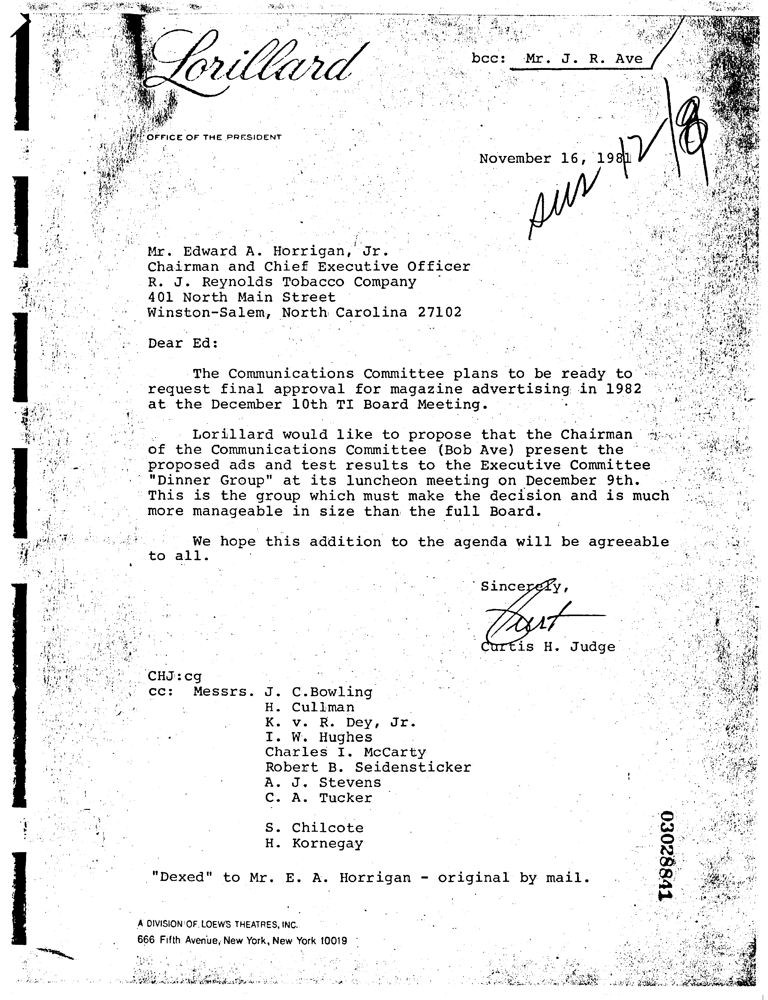 Lorillard
bcc: Mr. J. R. Ave
OFFICE OF THE PRESIDENT
November 16, 1981
12/8
Mr. Edward A. Horrigan, Jr.
Chairman and Chief Executive Officer
R. J. Reynolds Tobacco Company
401 North Main Street
Winston-Salem, North Carolina 27102
Dear Ed:
The Communications Committee plans to be ready to
request final approval for magazine advertising in 1982
at the December 10th TI Board Meeting.
Lorillard would like to propose that the Chairman
of the Communications Committee (Bob Ave) present the
proposed ads and test results to the Executive Committee
"Dinner Group" at its luncheon meeting on December 9th.
This is the group which must make the decision and is much
more manageable in size than the full Board.
We hope this addition to the agenda will be agreeable
to all.
Sincerely,
Curt
Curtis H. Judge
CHJ:cg
cc: Messrs. J. C.Bowling
H. Cullman
K. v. R. Dey, Jr.
I. W. Hughes
Charles I. McCarty
Robert B. Seidensticker
A. J. Stevens
C. A. Tucker
S. Chilcote
H. Kornegay
"Dexed" to Mr. E. A. Horrigan - original by mail.
03028841
A DIVISION OF LOEWS THEATRES, INC.
666 Fifth Avenue, New York, New York 10019